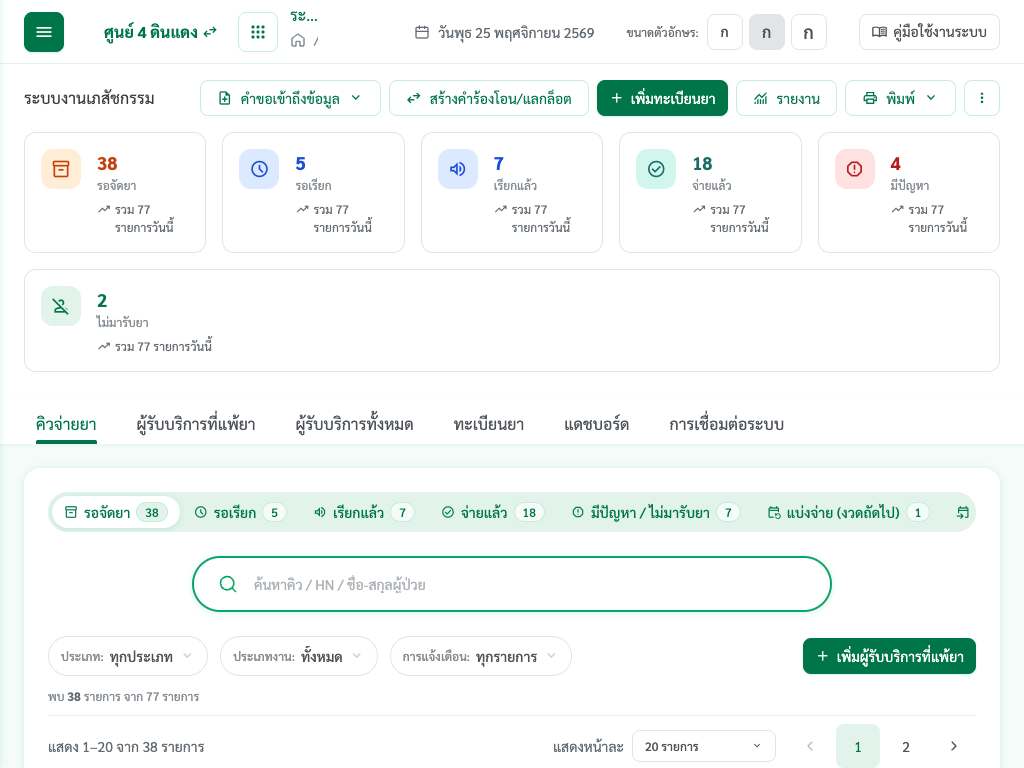 ศูนย์ 4 ดินแดง
ระ...
/
วันพุธ 25 พฤศจิกายน 2569
ขนาดตัวอักษร:
ก
ก
ก
คู่มือใช้งานระบบ
ระบบงานเภสัชกรรม
คำขอเข้าถึงข้อมูล
สร้างคำร้องโอน/แลกล็อต
เพิ่มทะเบียนยา
รายงาน
พิมพ์
38
รอจัดยา
รวม 77
รายการวันนี้
5
รอเรียก
รวม 77
รายการวันนี้
7
เรียกแล้ว
รวม 77
รายการวันนี้
18
จ่ายแล้ว
รวม 77
รายการวันนี้
4
มีปัญหา
รวม 77
รายการวันนี้
2
ไม่มารับยา
รวม 77 รายการวันนี้
คิวจ่ายยา
ผู้รับบริการที่แพ้ยา
ผู้รับบริการทั้งหมด
ทะเบียนยา
แดชบอร์ด
การเชื่อมต่อระบบ
รอจัดยา 38
รอเรียก 5
เรียกแล้ว 7
จ่ายแล้ว 18
มีปัญหา / ไม่มารับยา 7
แบ่งจ่าย (งวดถัดไป) 1
ค้นหาคิว / HN / ชื่อ-สกุลผู้ป่วย
ประเภท: ทุกประเภท
ประเภทงาน: ทั้งหมด
การแจ้งเตือน: ทุกรายการ
เพิ่มผู้รับบริการที่แพ้ยา
พบ 38 รายการ จาก 77 รายการ
แสดง 1–20 จาก 38 รายการ
แสดงหน้าละ
20 รายการ
1
2